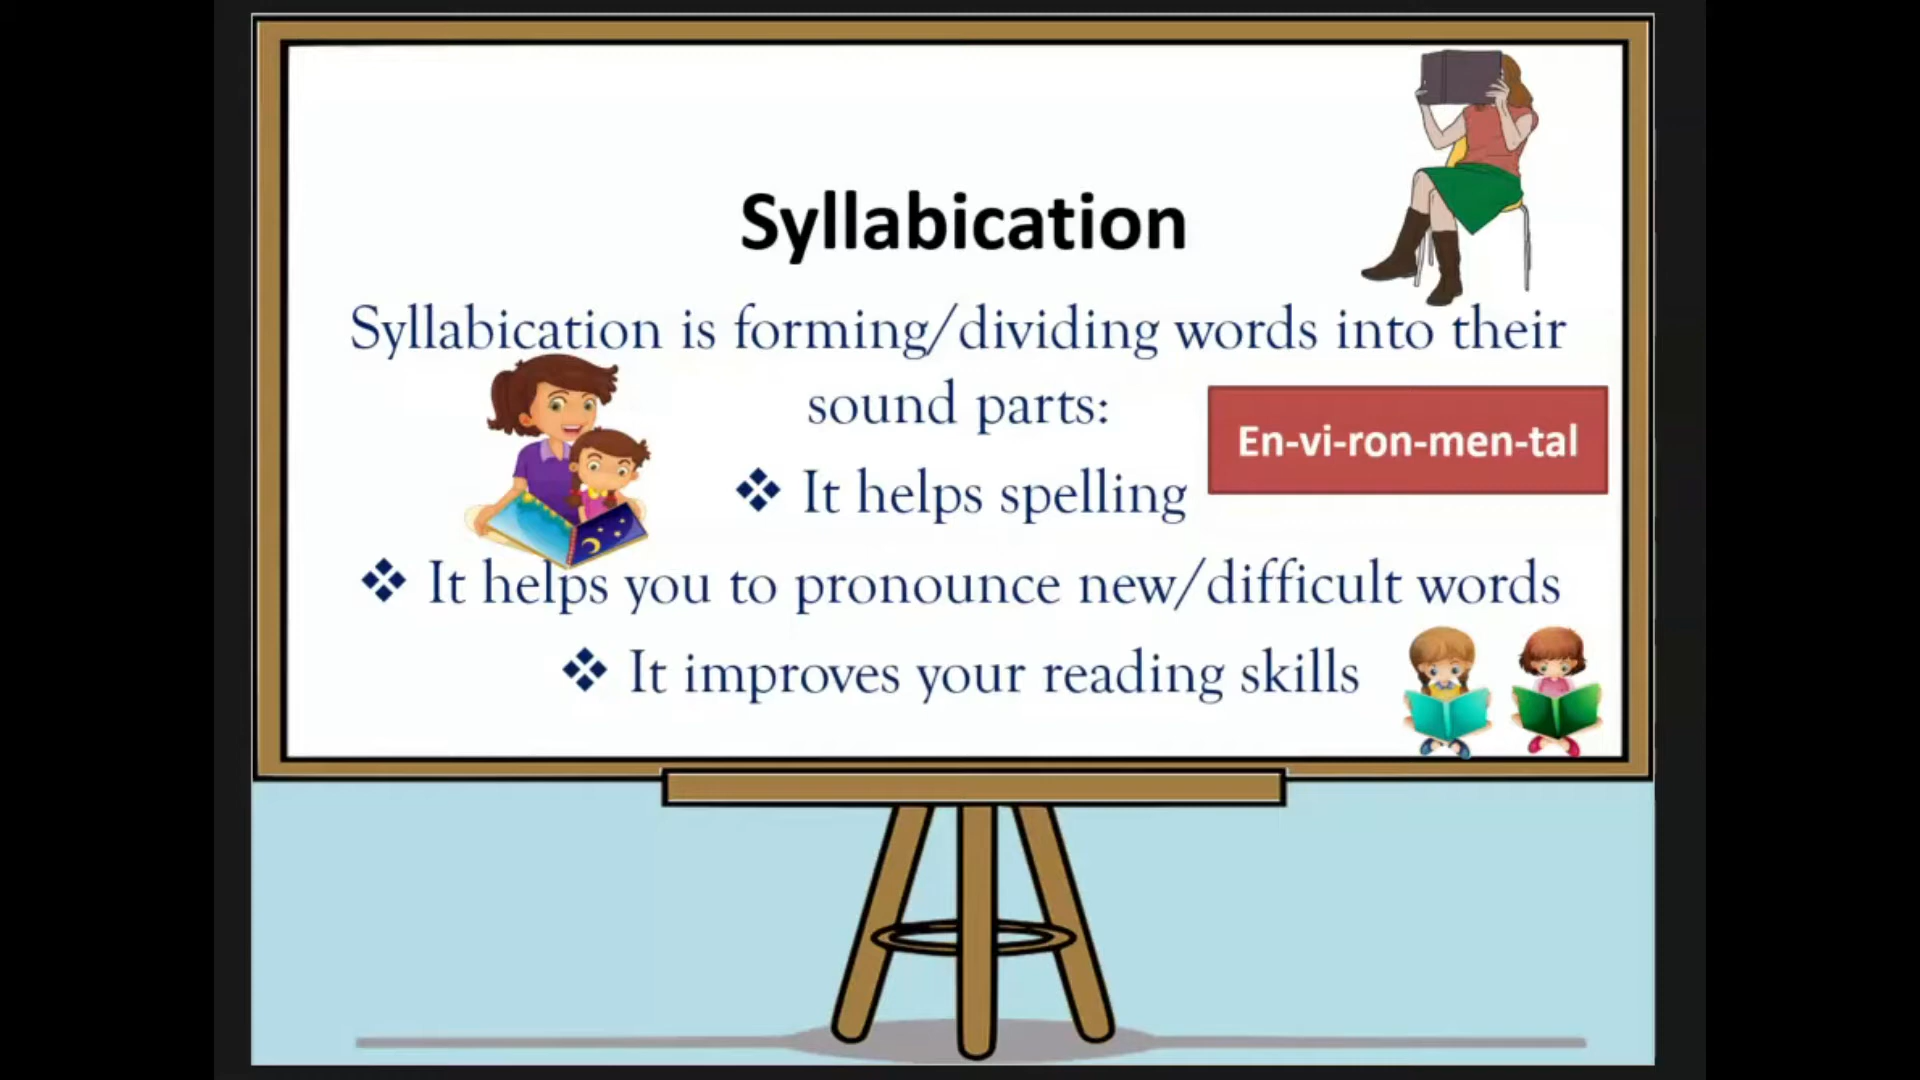 Syllabication
Syllabication is forming/dividing words into their
sound parts:
En-vi-ron-men-tal
❖ It helps spelling
❖ It helps you to pronounce new/difficult words
❖ It improves your reading skills